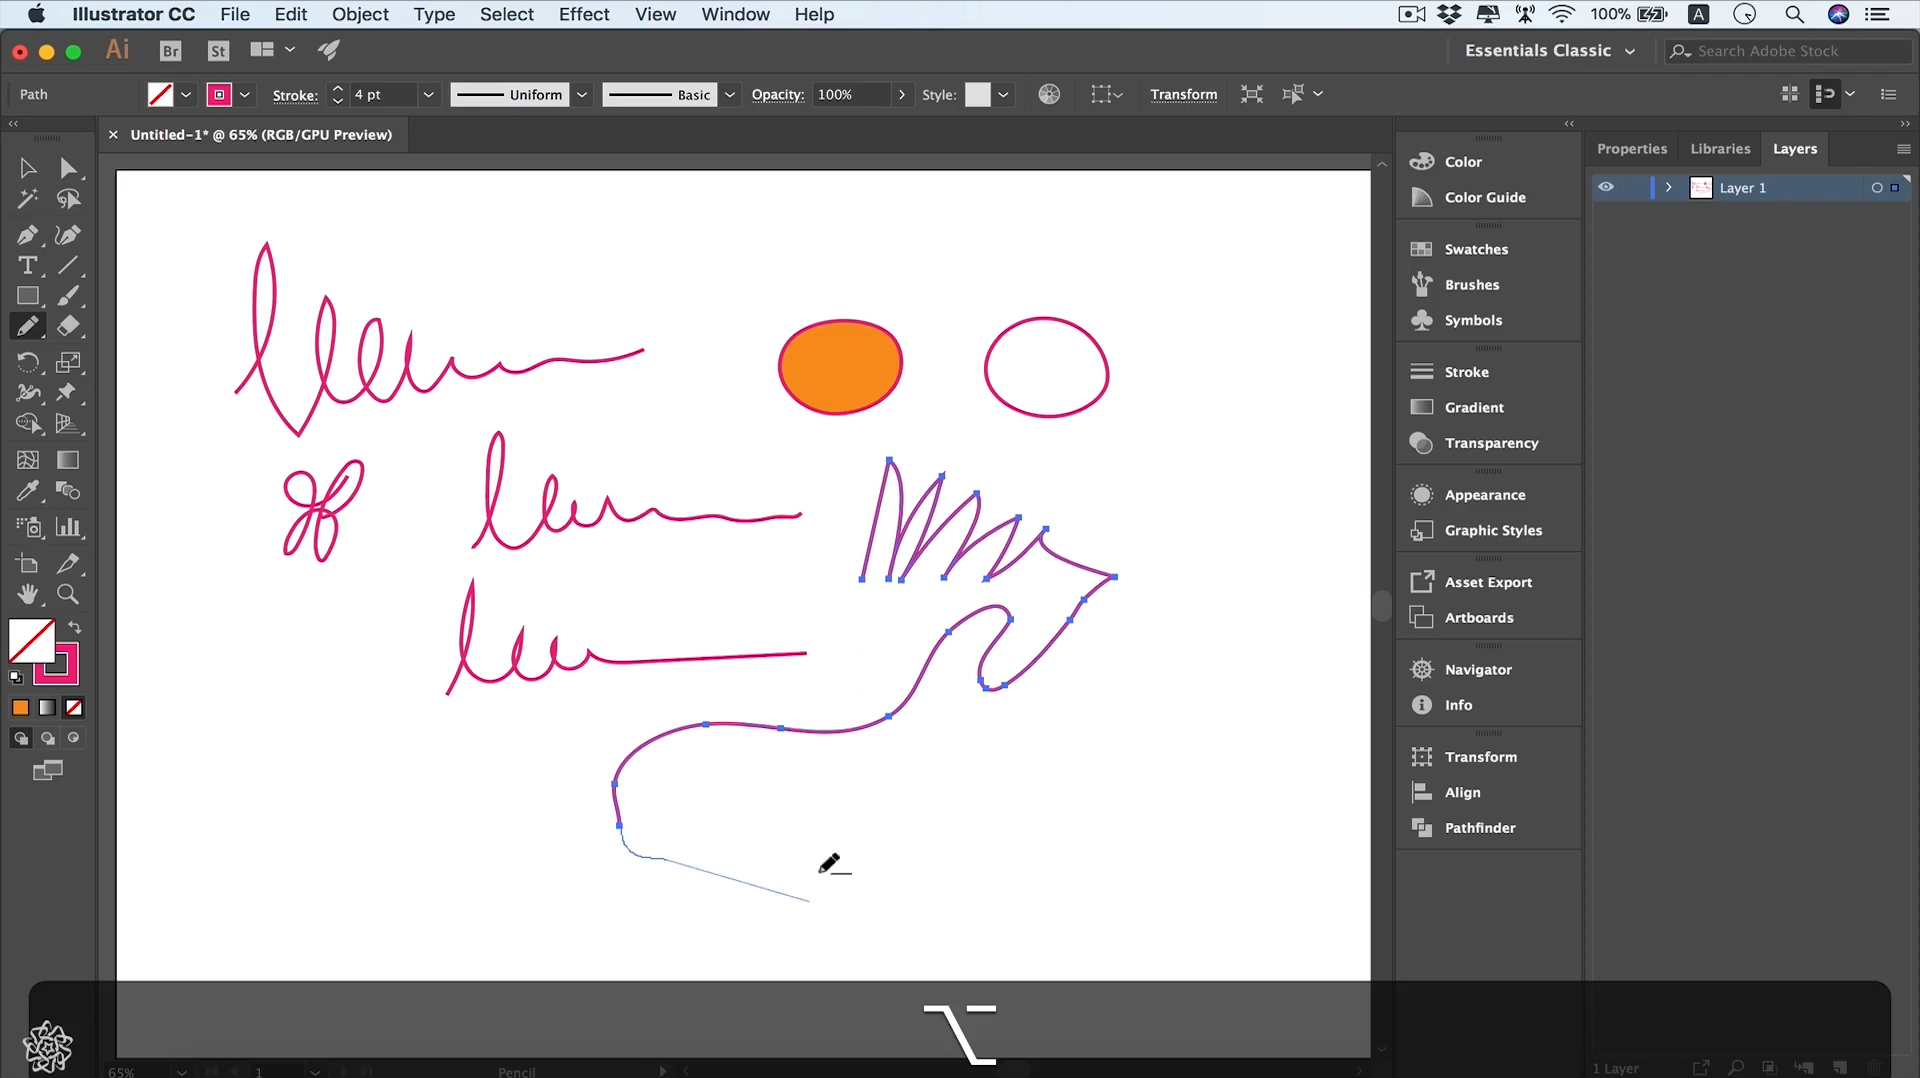 Illustrator CC File Edit Object Type Select Effect View Window Help 100% A
Ai Br St Essentials Classic Search Adobe Stock
Path Stroke: 4 pt Uniform Basic Opacity: 100% Style: Transform
Untitled-1* @ 65% (RGB/GPU Preview)
Properties Libraries Layers
Color
Layer 1
Color Guide
Swatches
Brushes
Symbols
Stroke
Gradient
Transparency
Appearance
Graphic Styles
Asset Export
Artboards
Navigator
Info
Transform
Align
Pathfinder
65% 1 Pencil 1 Layer